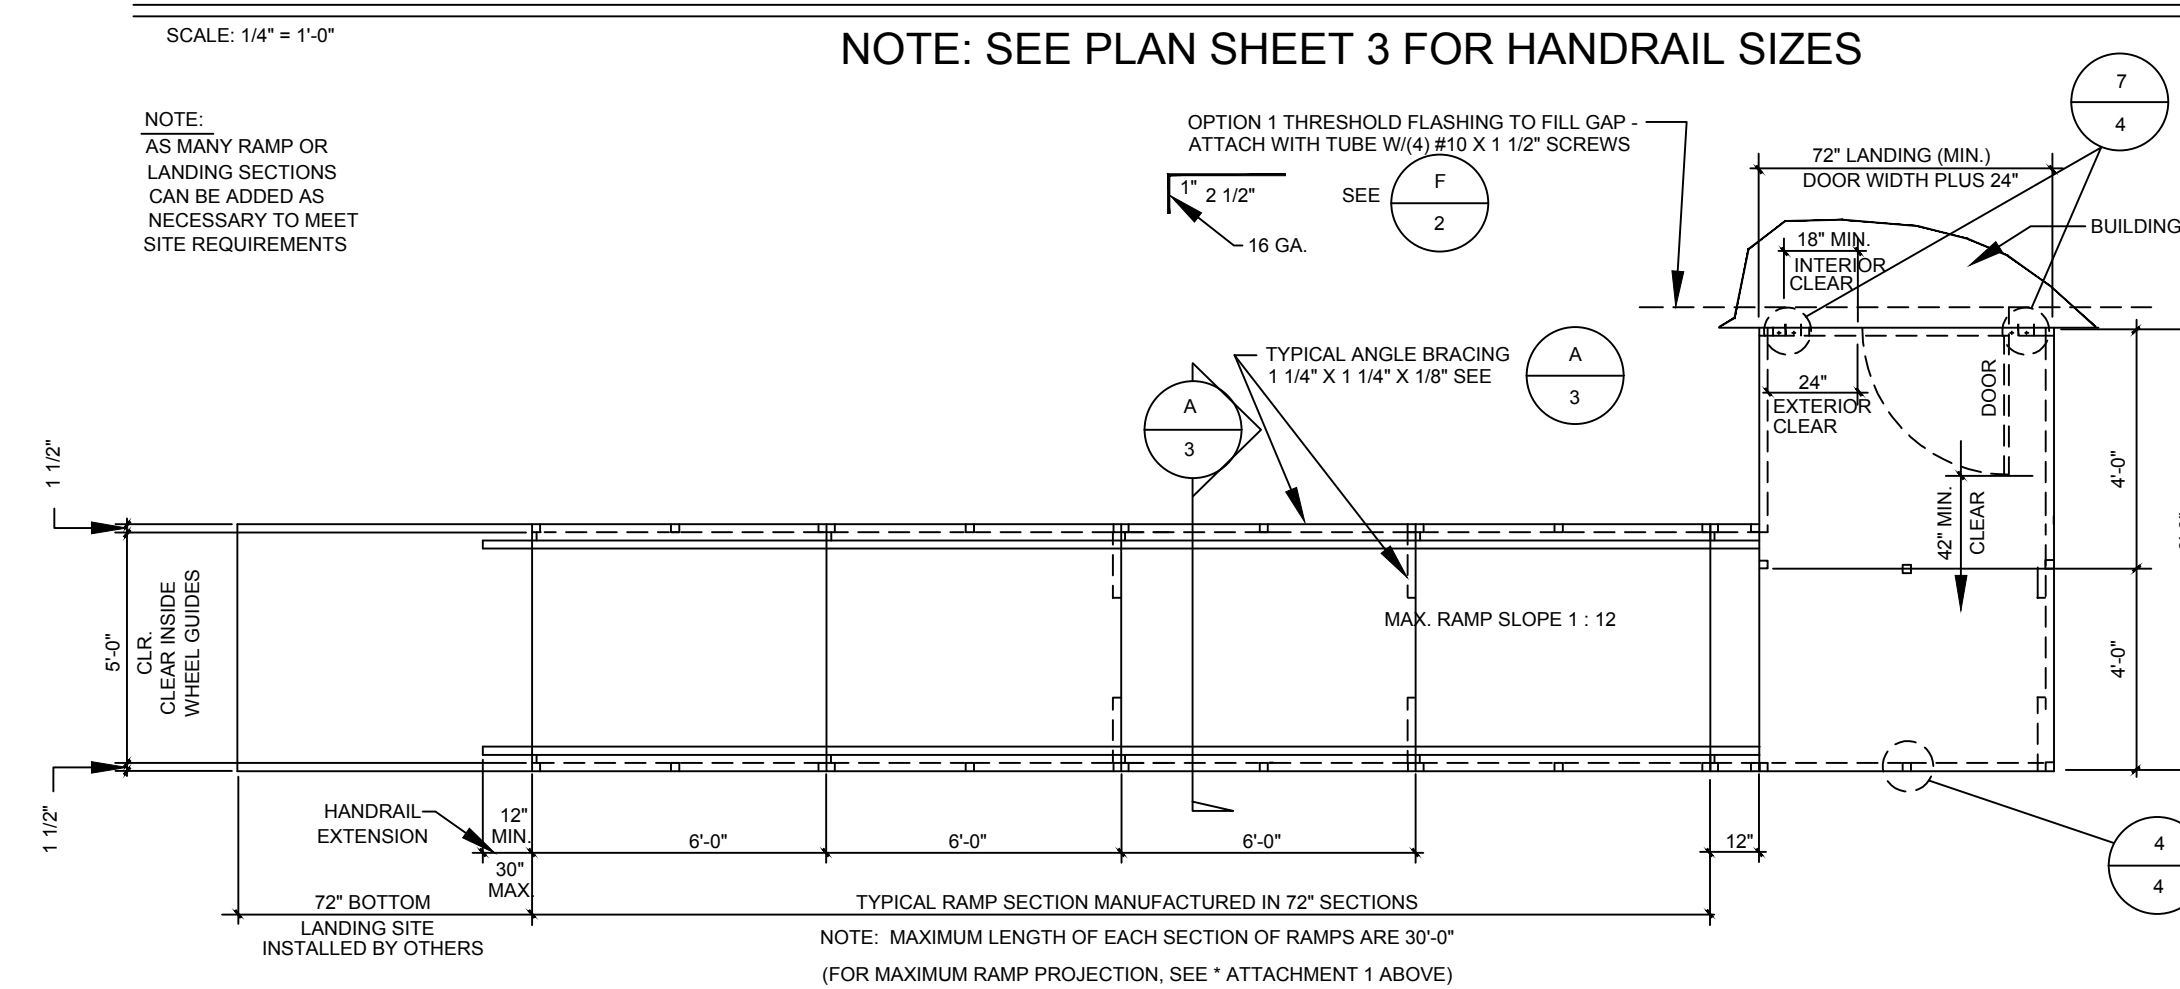 SCALE: 1/4" = 1'-0"
NOTE: SEE PLAN SHEET 3 FOR HANDRAIL SIZES
NOTE:
AS MANY RAMP OR
LANDING SECTIONS
CAN BE ADDED AS
NECESSARY TO MEET
SITE REQUIREMENTS
OPTION 1 THRESHOLD FLASHING TO FILL GAP -
ATTACH WITH TUBE W/(4) #10 X 1 1/2" SCREWS
1"
2 1/2"
16 GA.
SEE
F
2
7
4
72" LANDING (MIN.)
DOOR WIDTH PLUS 24"
BUILDING
18" MIN.
INTERIOR
CLEAR
24"
EXTERIOR
CLEAR
DOOR
42" MIN.
CLEAR
4'-0"
4'-0"
TYPICAL ANGLE BRACING
1 1/4" X 1 1/4" X 1/8" SEE
A
3
A
3
MAX. RAMP SLOPE 1 : 12
1 1/2"
5'-0"
CLR.
CLEAR INSIDE
WHEEL GUIDES
1 1/2"
HANDRAIL
EXTENSION
12"
MIN.
30"
MAX.
6'-0"
6'-0"
6'-0"
12"
4
4
72" BOTTOM
LANDING SITE
INSTALLED BY OTHERS
TYPICAL RAMP SECTION MANUFACTURED IN 72" SECTIONS
NOTE: MAXIMUM LENGTH OF EACH SECTION OF RAMPS ARE 30'-0"
(FOR MAXIMUM RAMP PROJECTION, SEE * ATTACHMENT 1 ABOVE)